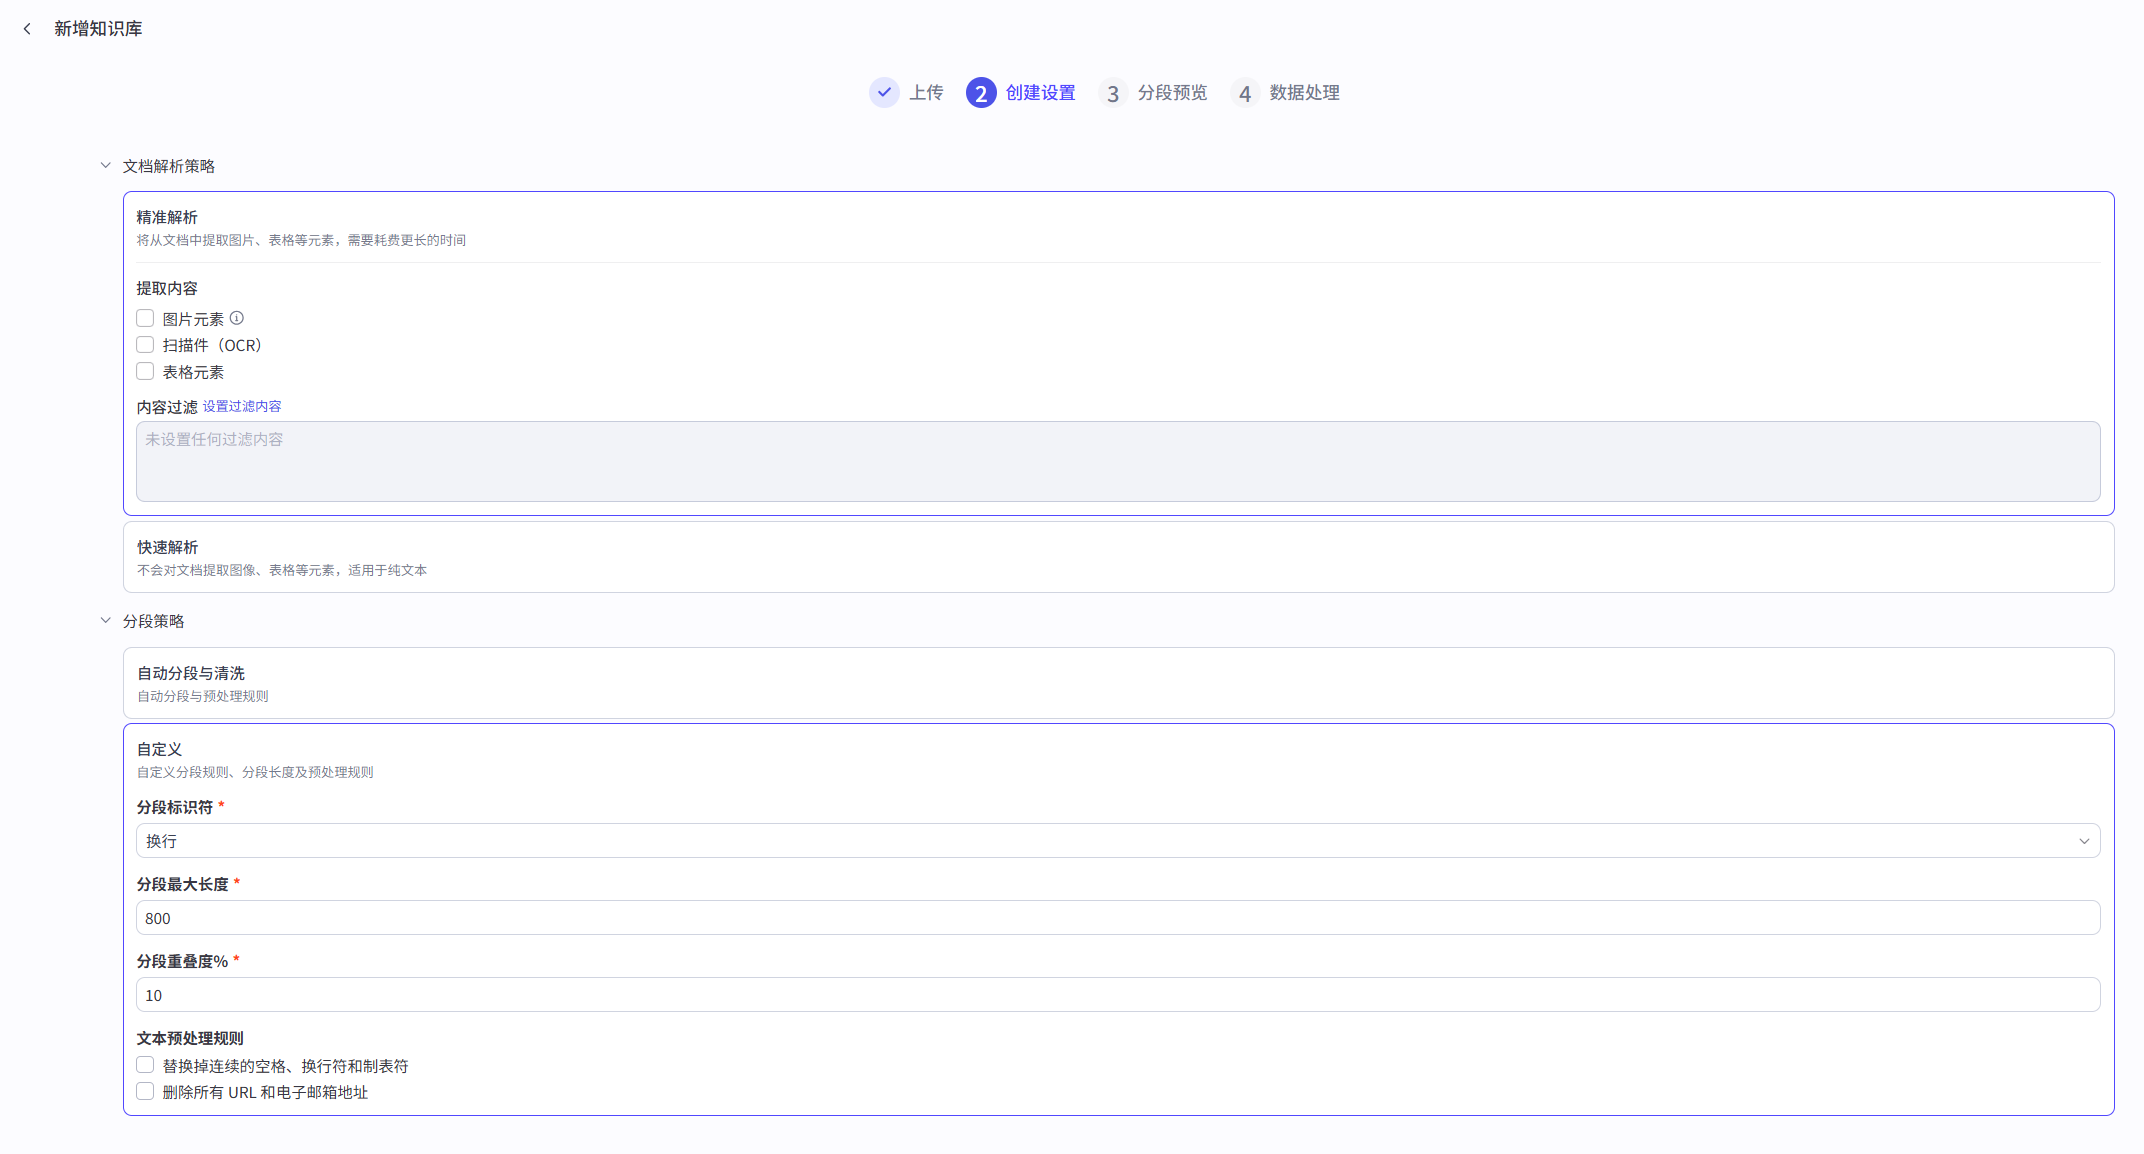 新增知识库
上传 2 创建设置 3 分段预览 4 数据处理
文档解析策略
精准解析
将从文档中提取图片、表格等元素，需要耗费更长的时间
提取内容
图片元素
扫描件（OCR）
表格元素
内容过滤 设置过滤内容
未设置任何过滤内容
快速解析
不会对文档提取图像、表格等元素，适用于纯文本
分段策略
自动分段与清洗
自动分段与预处理规则
自定义
自定义分段规则、分段长度及预处理规则
分段标识符 *
换行
分段最大长度 *
800
分段重叠度% *
10
文本预处理规则
替换掉连续的空格、换行符和制表符
删除所有 URL 和电子邮箱地址